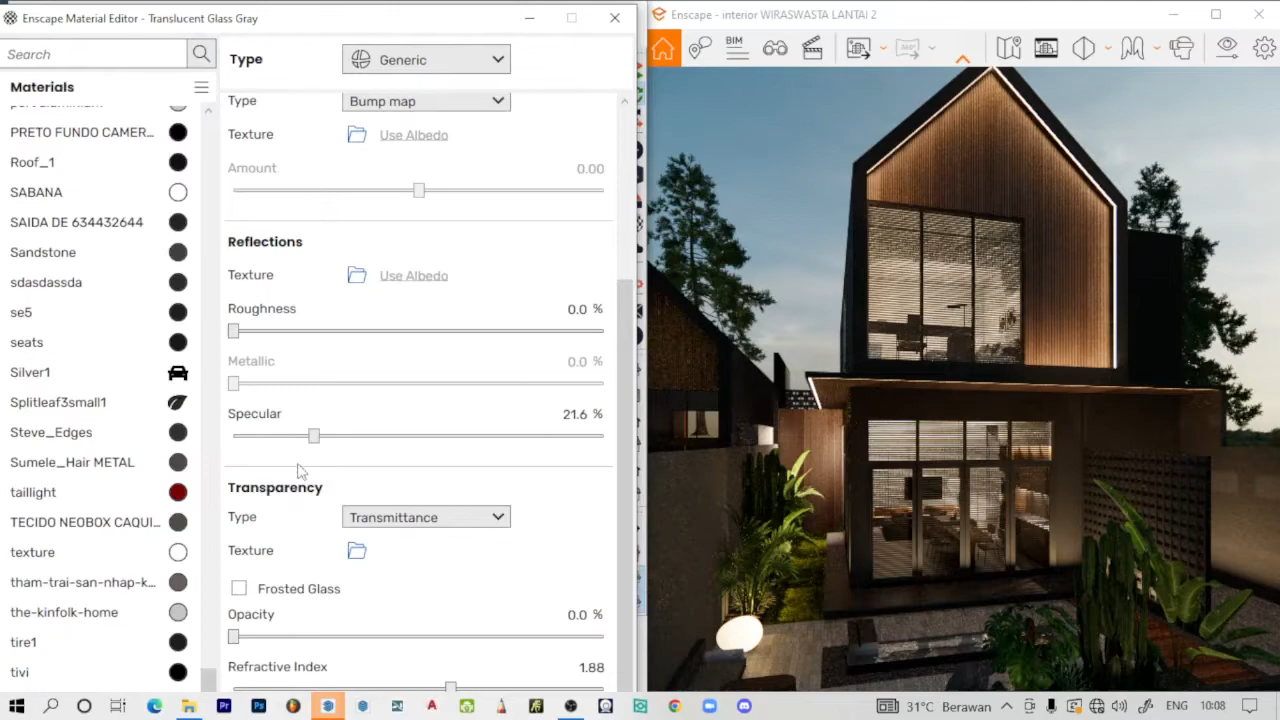 Enscape Material Editor - Translucent Glass Gray
Enscape - interior WIRASWASTA LANTAI 2
Search
Type
Generic
BIM
360°
Materials
PRETO FUNDO CAMER...
Roof_1
SABANA
SAIDA DE 634432644
Sandstone
sdasdassda
se5
seats
Silver1
Splitleaf3small1
Steve_Edges
Sumele_Hair METAL
taillight
TECIDO NEOBOX CAQUI...
texture
tham-trai-san-nhap-k...
the-kinfolk-home
tire1
tivi
Type
Bump map
Texture
Use Albedo
Amount
0.00
Reflections
Texture
Use Albedo
Roughness
0.0 %
Metallic
0.0 %
Specular
21.6 %
Transparency
Type
Transmittance
Texture
Frosted Glass
Opacity
0.0 %
Refractive Index
1.88
31°C Berawan
ENG
10:08